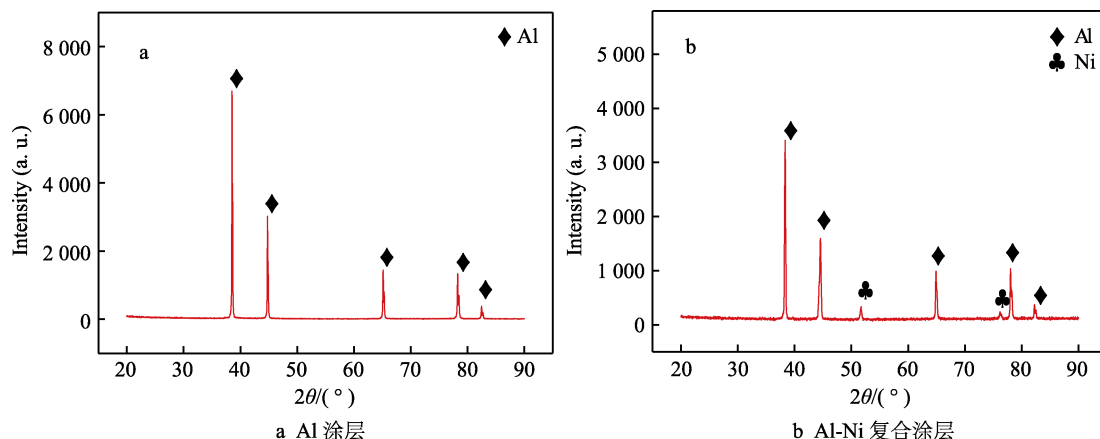 a
◆ Al
8 000
6 000
4 000
2 000
0
Intensity (a. u.)
20 30 40 50 60 70 80 90
2θ/( ° )
a Al 涂层
b
◆ Al
♣ Ni
5 000
4 000
3 000
2 000
1 000
0
Intensity (a. u.)
20 30 40 50 60 70 80 90
2θ/( ° )
b Al-Ni 复合涂层